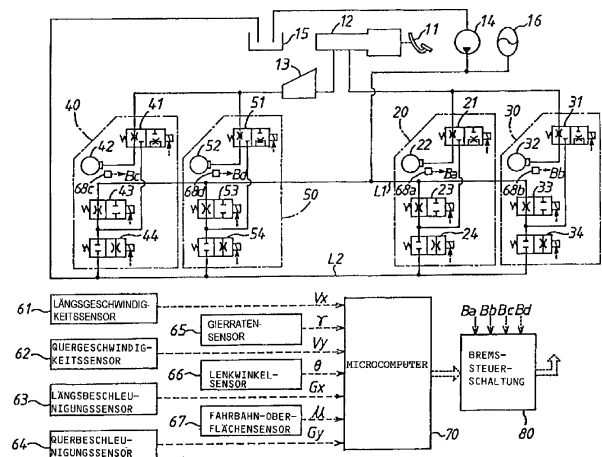 12 11 14
15 16
13
40 41 51 20 21 30 31
42 52 22 32
68c Bc 68d Bd 68a Ba 68b Bb
L1
43 53 50 23 33
44 54 24 34
L2
61 LÄNGSGESCHWINDIG-
KEITSSENSOR
Vx
65 GIERRATEN-
SENSOR
γ
62 QUERGESCHWINDIG-
KEITSSENSOR
Vy
66 LENKWINKEL-
SENSOR
θ
63 LÄNGSBESCHLEU-
NIGUNGSSENSOR
Gx
67 FAHRBAHN-OBER-
FLÄCHENSENSOR
μ
64 QUERBESCHLEU-
NIGUNGSSENSOR
Gy
MICROCOMPUTER
70
Ba Bb Bc Bd
BREMS-
STEUER-
SCHALTUNG
80